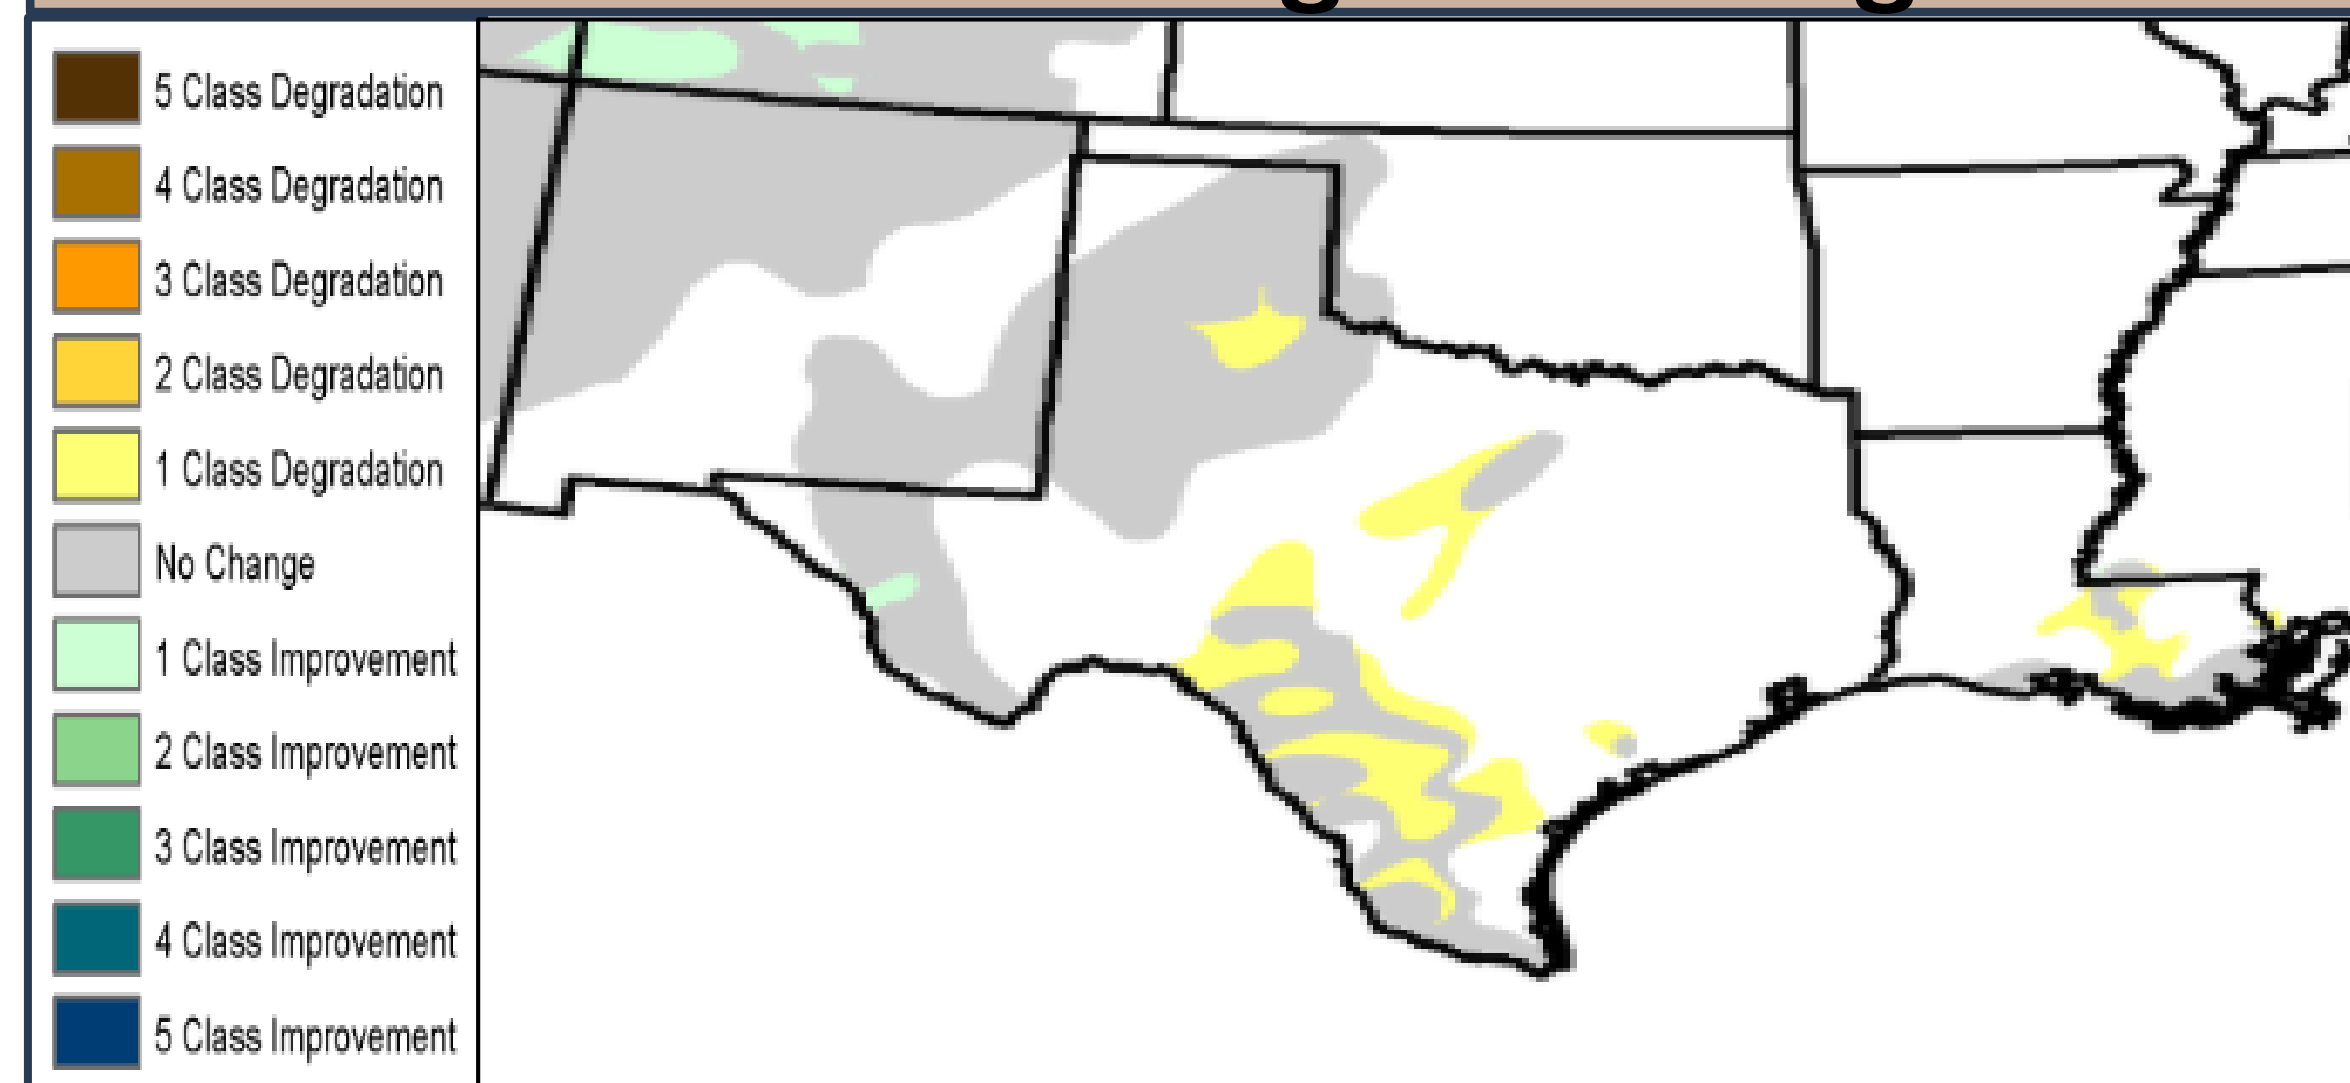 5 Class Degradation
4 Class Degradation
3 Class Degradation
2 Class Degradation
1 Class Degradation
No Change
1 Class Improvement
2 Class Improvement
3 Class Improvement
4 Class Improvement
5 Class Improvement